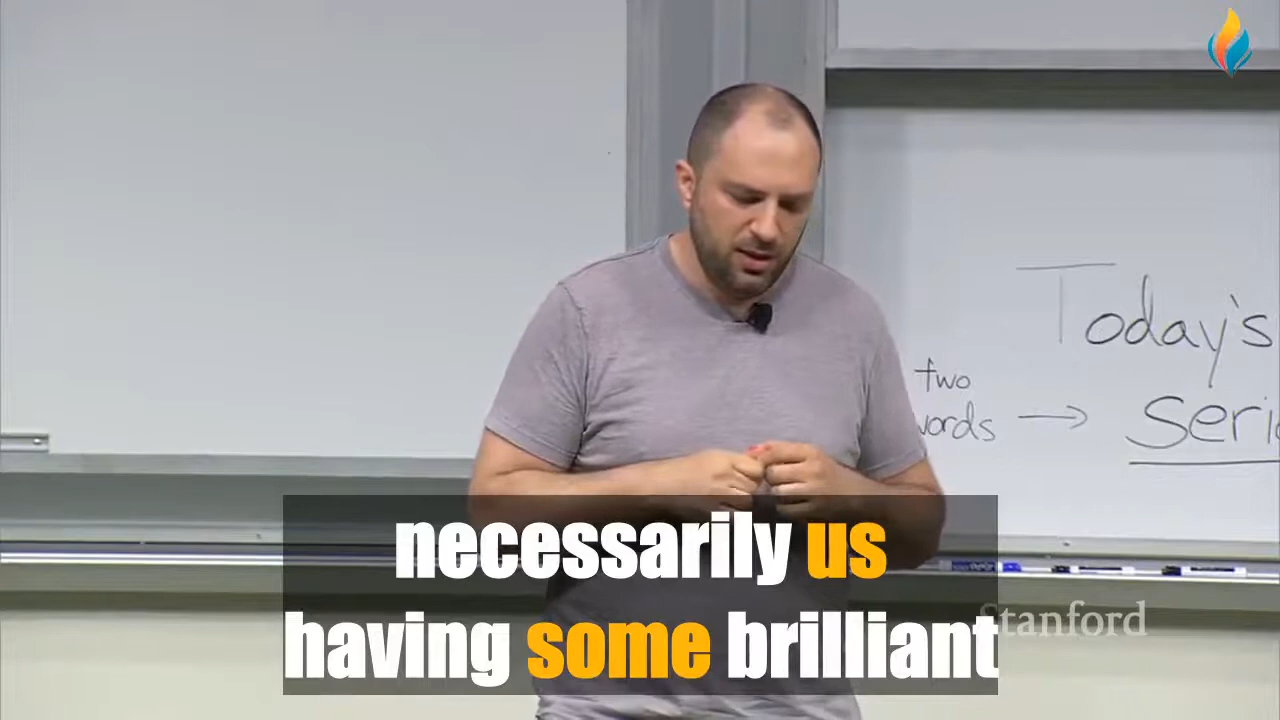 Today's
two
words → Seri
necessarily us
having some brilliant
Stanford